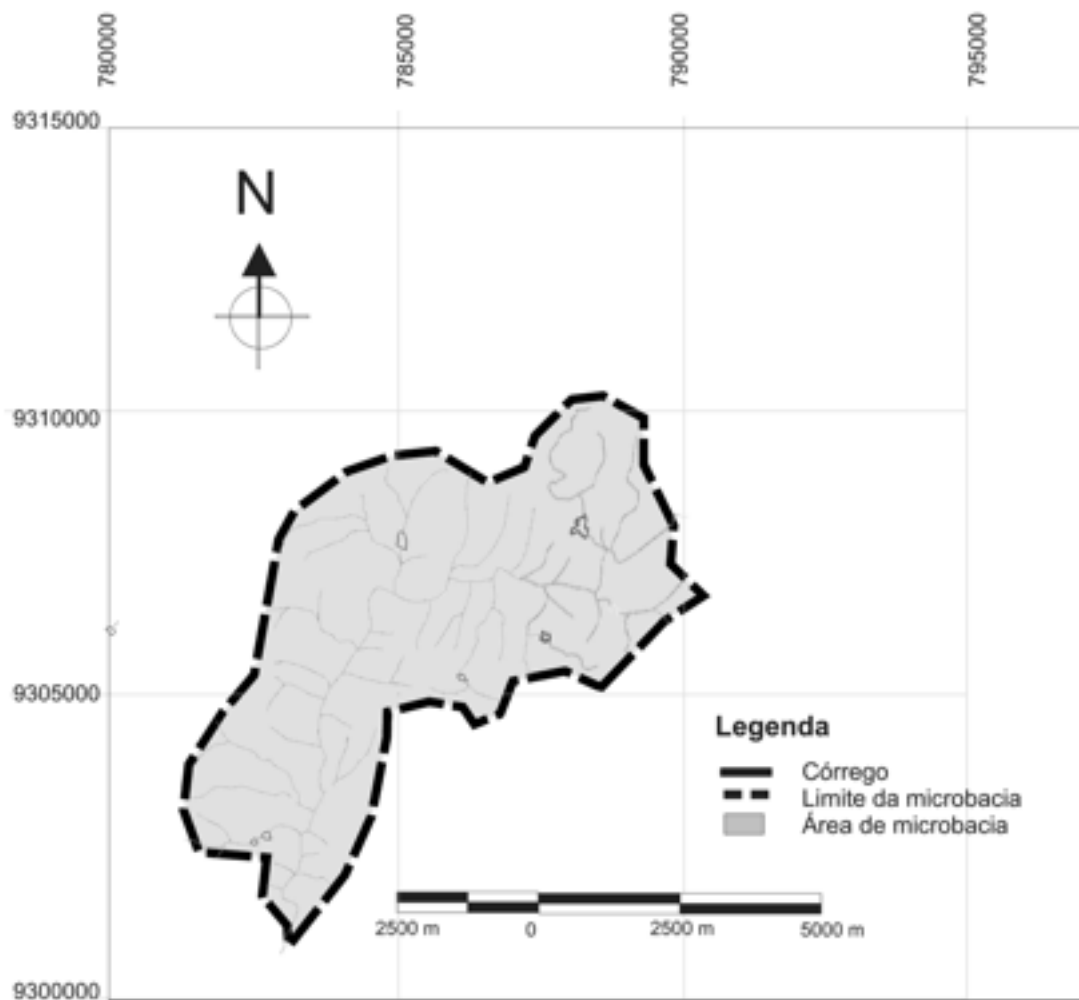 780000
785000
790000
795000
9315000
N
9310000
9305000
Legenda
Córrego
Limite da microbacia
Área de microbacia
2500 m 0 2500 m 5000 m
9300000